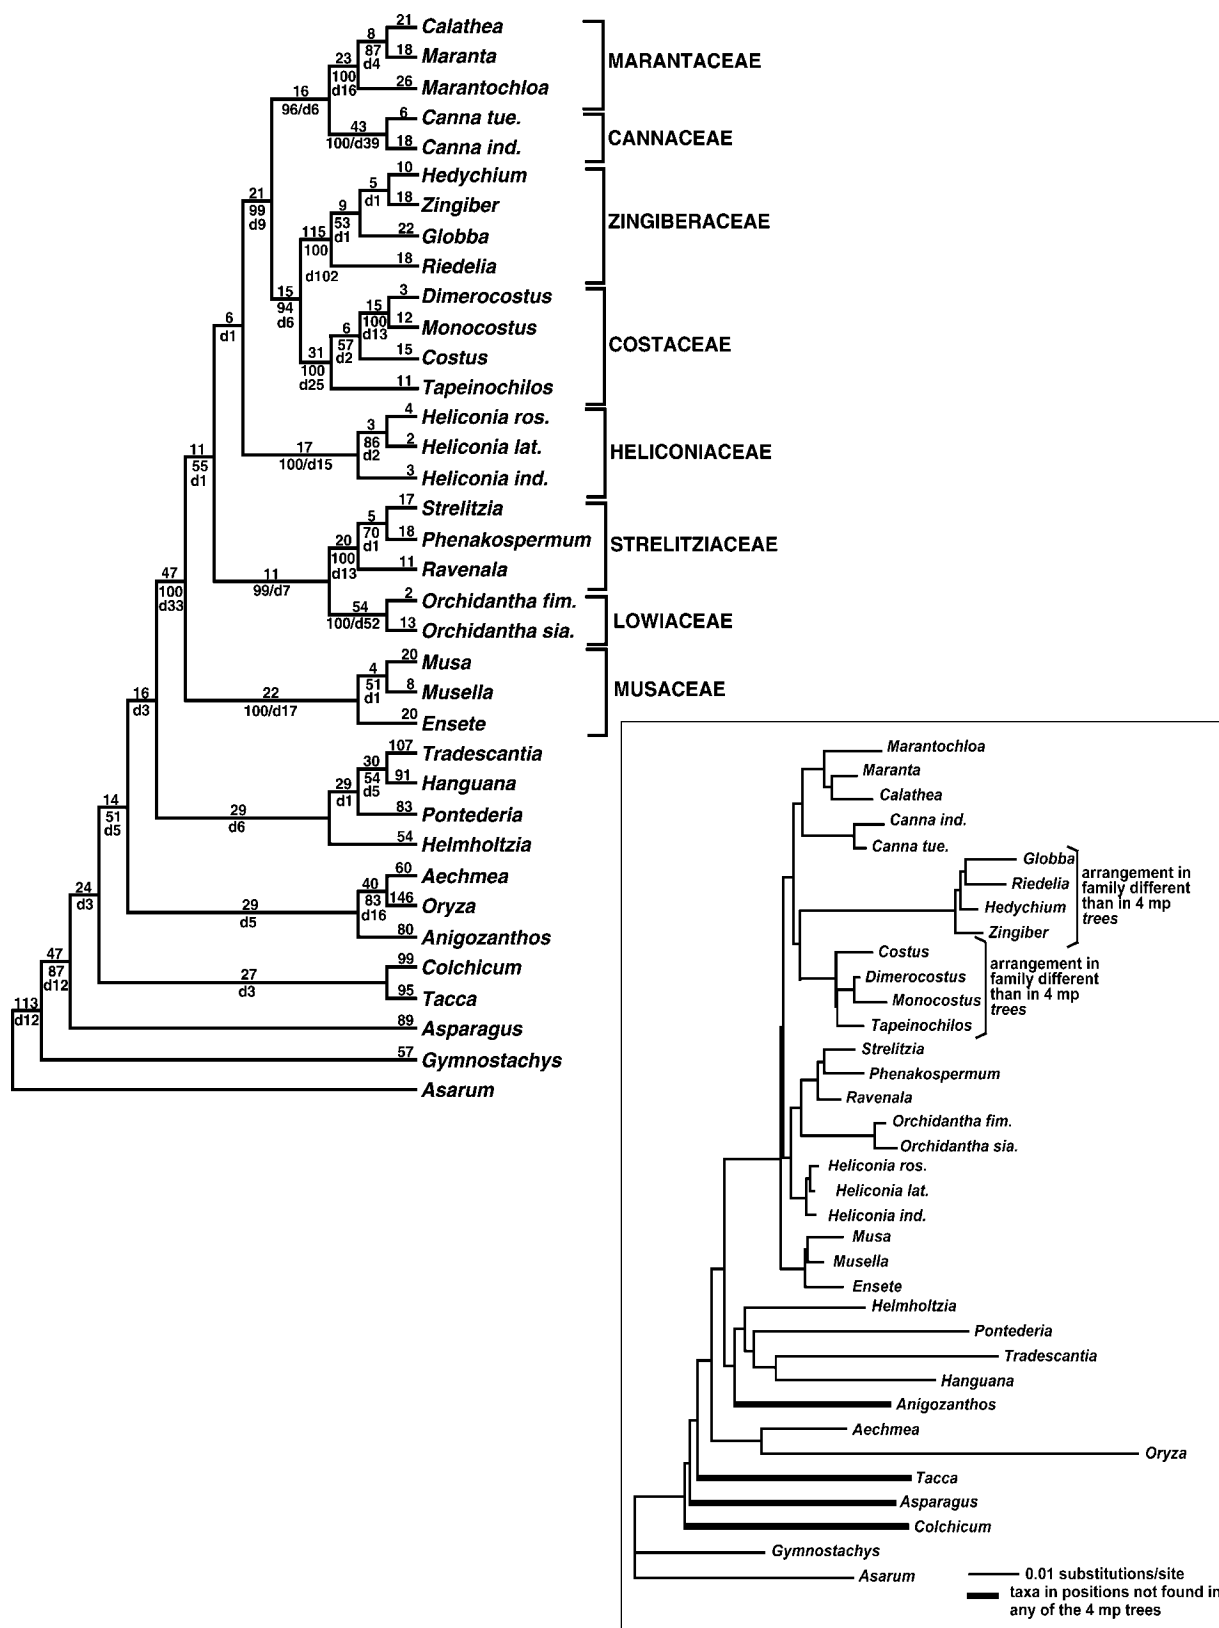 21
Calathea
8
87
d4
18
Maranta
23
100
d16
26
Marantochloa
MARANTACEAE
16
96/d6
6
Canna tue.
43
100/d39
18
Canna ind.
CANNACEAE
10
Hedychium
5
d1
18
Zingiber
9
53
d1
22
Globba
115
100
d102
18
Riedelia
ZINGIBERACEAE
21
99
d9
15
94
d6
3
Dimerocostus
15
100
d13
12
Monocostus
6
57
d2
15
Costus
31
100
d25
11
Tapeinochilos
COSTACEAE
6
d1
4
Heliconia ros.
3
86
d2
2
Heliconia lat.
17
100/d15
3
Heliconia ind.
HELICONIACEAE
11
55
d1
17
Strelitzia
5
70
d1
18
Phenakospermum
20
100
d13
11
Ravenala
STRELITZIACEAE
11
99/d7
2
Orchidantha fim.
54
100/d52
13
Orchidantha sia.
LOWIACEAE
47
100
d33
20
Musa
4
51
d1
8
Musella
22
100/d17
20
Ensete
MUSACEAE
16
d3
107
Tradescantia
30
54
d5
91
Hanguana
29
d1
83
Pontederia
29
d6
54
Helmholtzia
14
51
d5
60
Aechmea
40
83
d16
146
Oryza
29
d5
80
Anigozanthos
24
d3
99
Colchicum
27
d3
95
Tacca
47
87
d12
89
Asparagus
113
d12
57
Gymnostachys
Asarum
Marantochloa
Maranta
Calathea
Canna ind.
Canna tue.
Globba
Riedelia
Hedychium
Zingiber
arrangement in
family different
than in 4 mp
trees
Costus
Dimerocostus
Monocostus
Tapeinochilos
arrangement in
family different
than in 4 mp
trees
Strelitzia
Phenakospermum
Ravenala
Orchidantha fim.
Orchidantha sia.
Heliconia ros.
Heliconia lat.
Heliconia ind.
Musa
Musella
Ensete
Helmholtzia
Pontederia
Tradescantia
Hanguana
Anigozanthos
Aechmea
Oryza
Tacca
Asparagus
Colchicum
Gymnostachys
Asarum
0.01 substitutions/site
taxa in positions not found in
any of the 4 mp trees